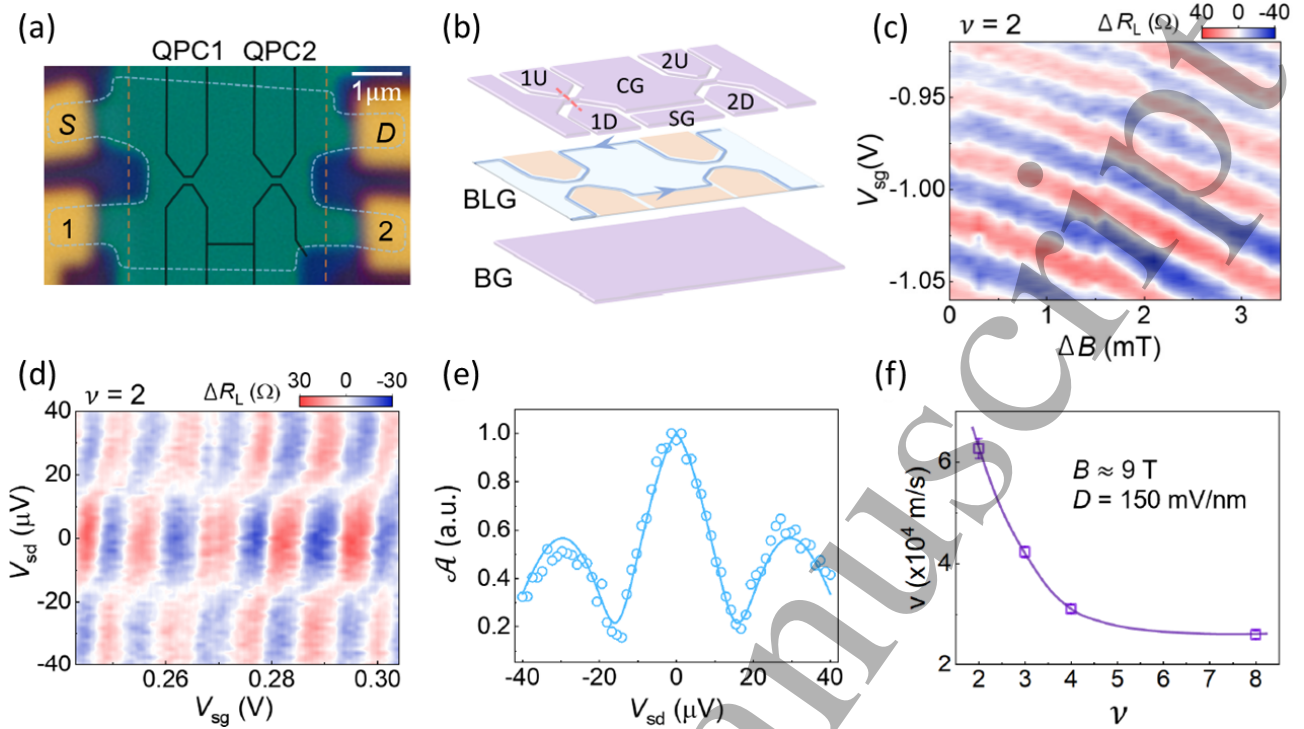 (a)
QPC1 QPC2
1μm
S
D
1
2
(b)
1U
2U
CG
1D
SG
2D
BLG
BG
(c)
ν = 2
ΔR_L (Ω)
40 0 -40
V_sg(V)
-0.95
-1.00
-1.05
0 1 2 3
ΔB (mT)
(d)
ν = 2
ΔR_L (Ω)
30 0 -30
V_sd (μV)
40
20
0
-20
-40
0.26 0.28 0.30
V_sg (V)
(e)
𝒜 (a.u.)
1.0
0.8
0.6
0.4
0.2
-40 -20 0 20 40
V_sd (μV)
(f)
v (x10⁴ m/s)
6
4
2
B ≈ 9 T
D = 150 mV/nm
2 3 4 5 6 7 8
ν
anuscript